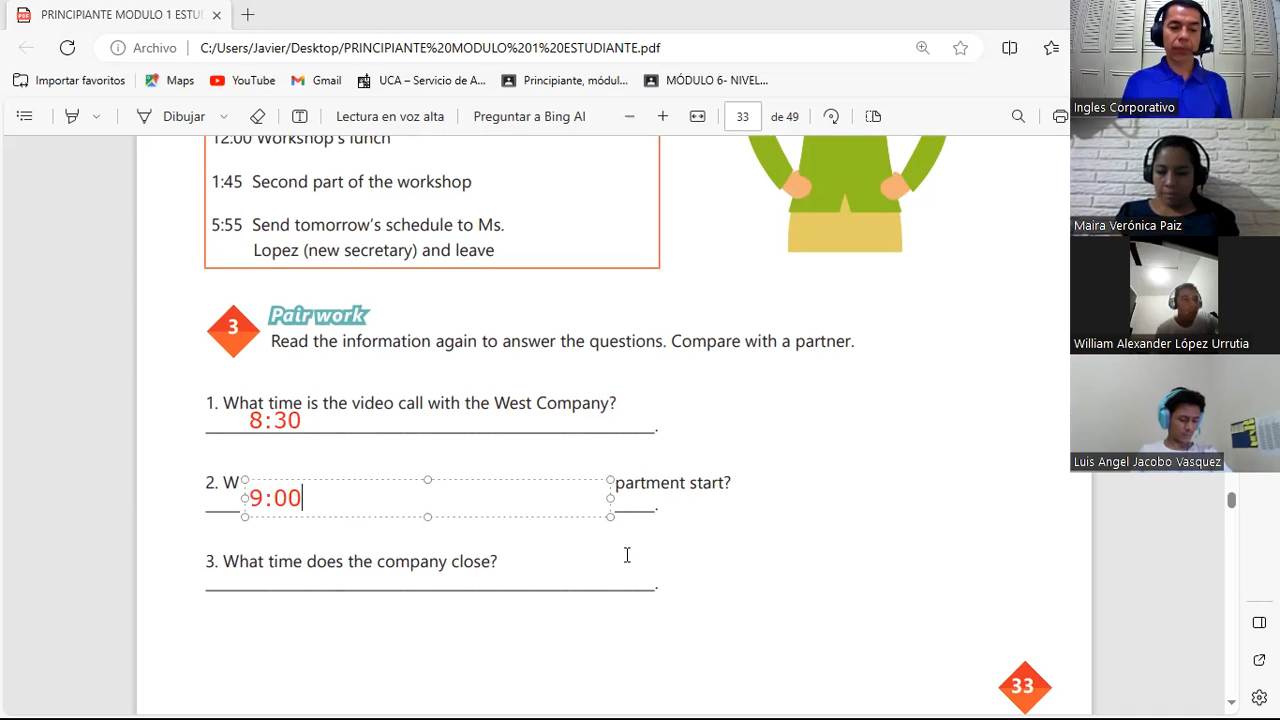 PRINCIPIANTE MODULO 1 ESTU
Archivo
C:/Users/Javier/Desktop/PRINCIPIANTE%20MODULO%201%20ESTUDIANTE.pdf
Importar favoritos
Maps
YouTube
Gmail
UCA – Servicio de A...
Principiante, módul...
MÓDULO 6- NIVEL...
Dibujar
Lectura en voz alta
Preguntar a Bing AI
33
de 49
12:00 Workshop's lunch
1:45 Second part of the workshop
5:55 Send tomorrow's schedule to Ms.
Lopez (new secretary) and leave
3
Pair work
Read the information again to answer the questions. Compare with a partner.
1. What time is the video call with the West Company?
8:30
2. W
partment start?
9:00
3. What time does the company close?
33
Ingles Corporativo
Maira Verónica Paiz
William Alexander López Urrutia
Luis Angel Jacobo Vasquez